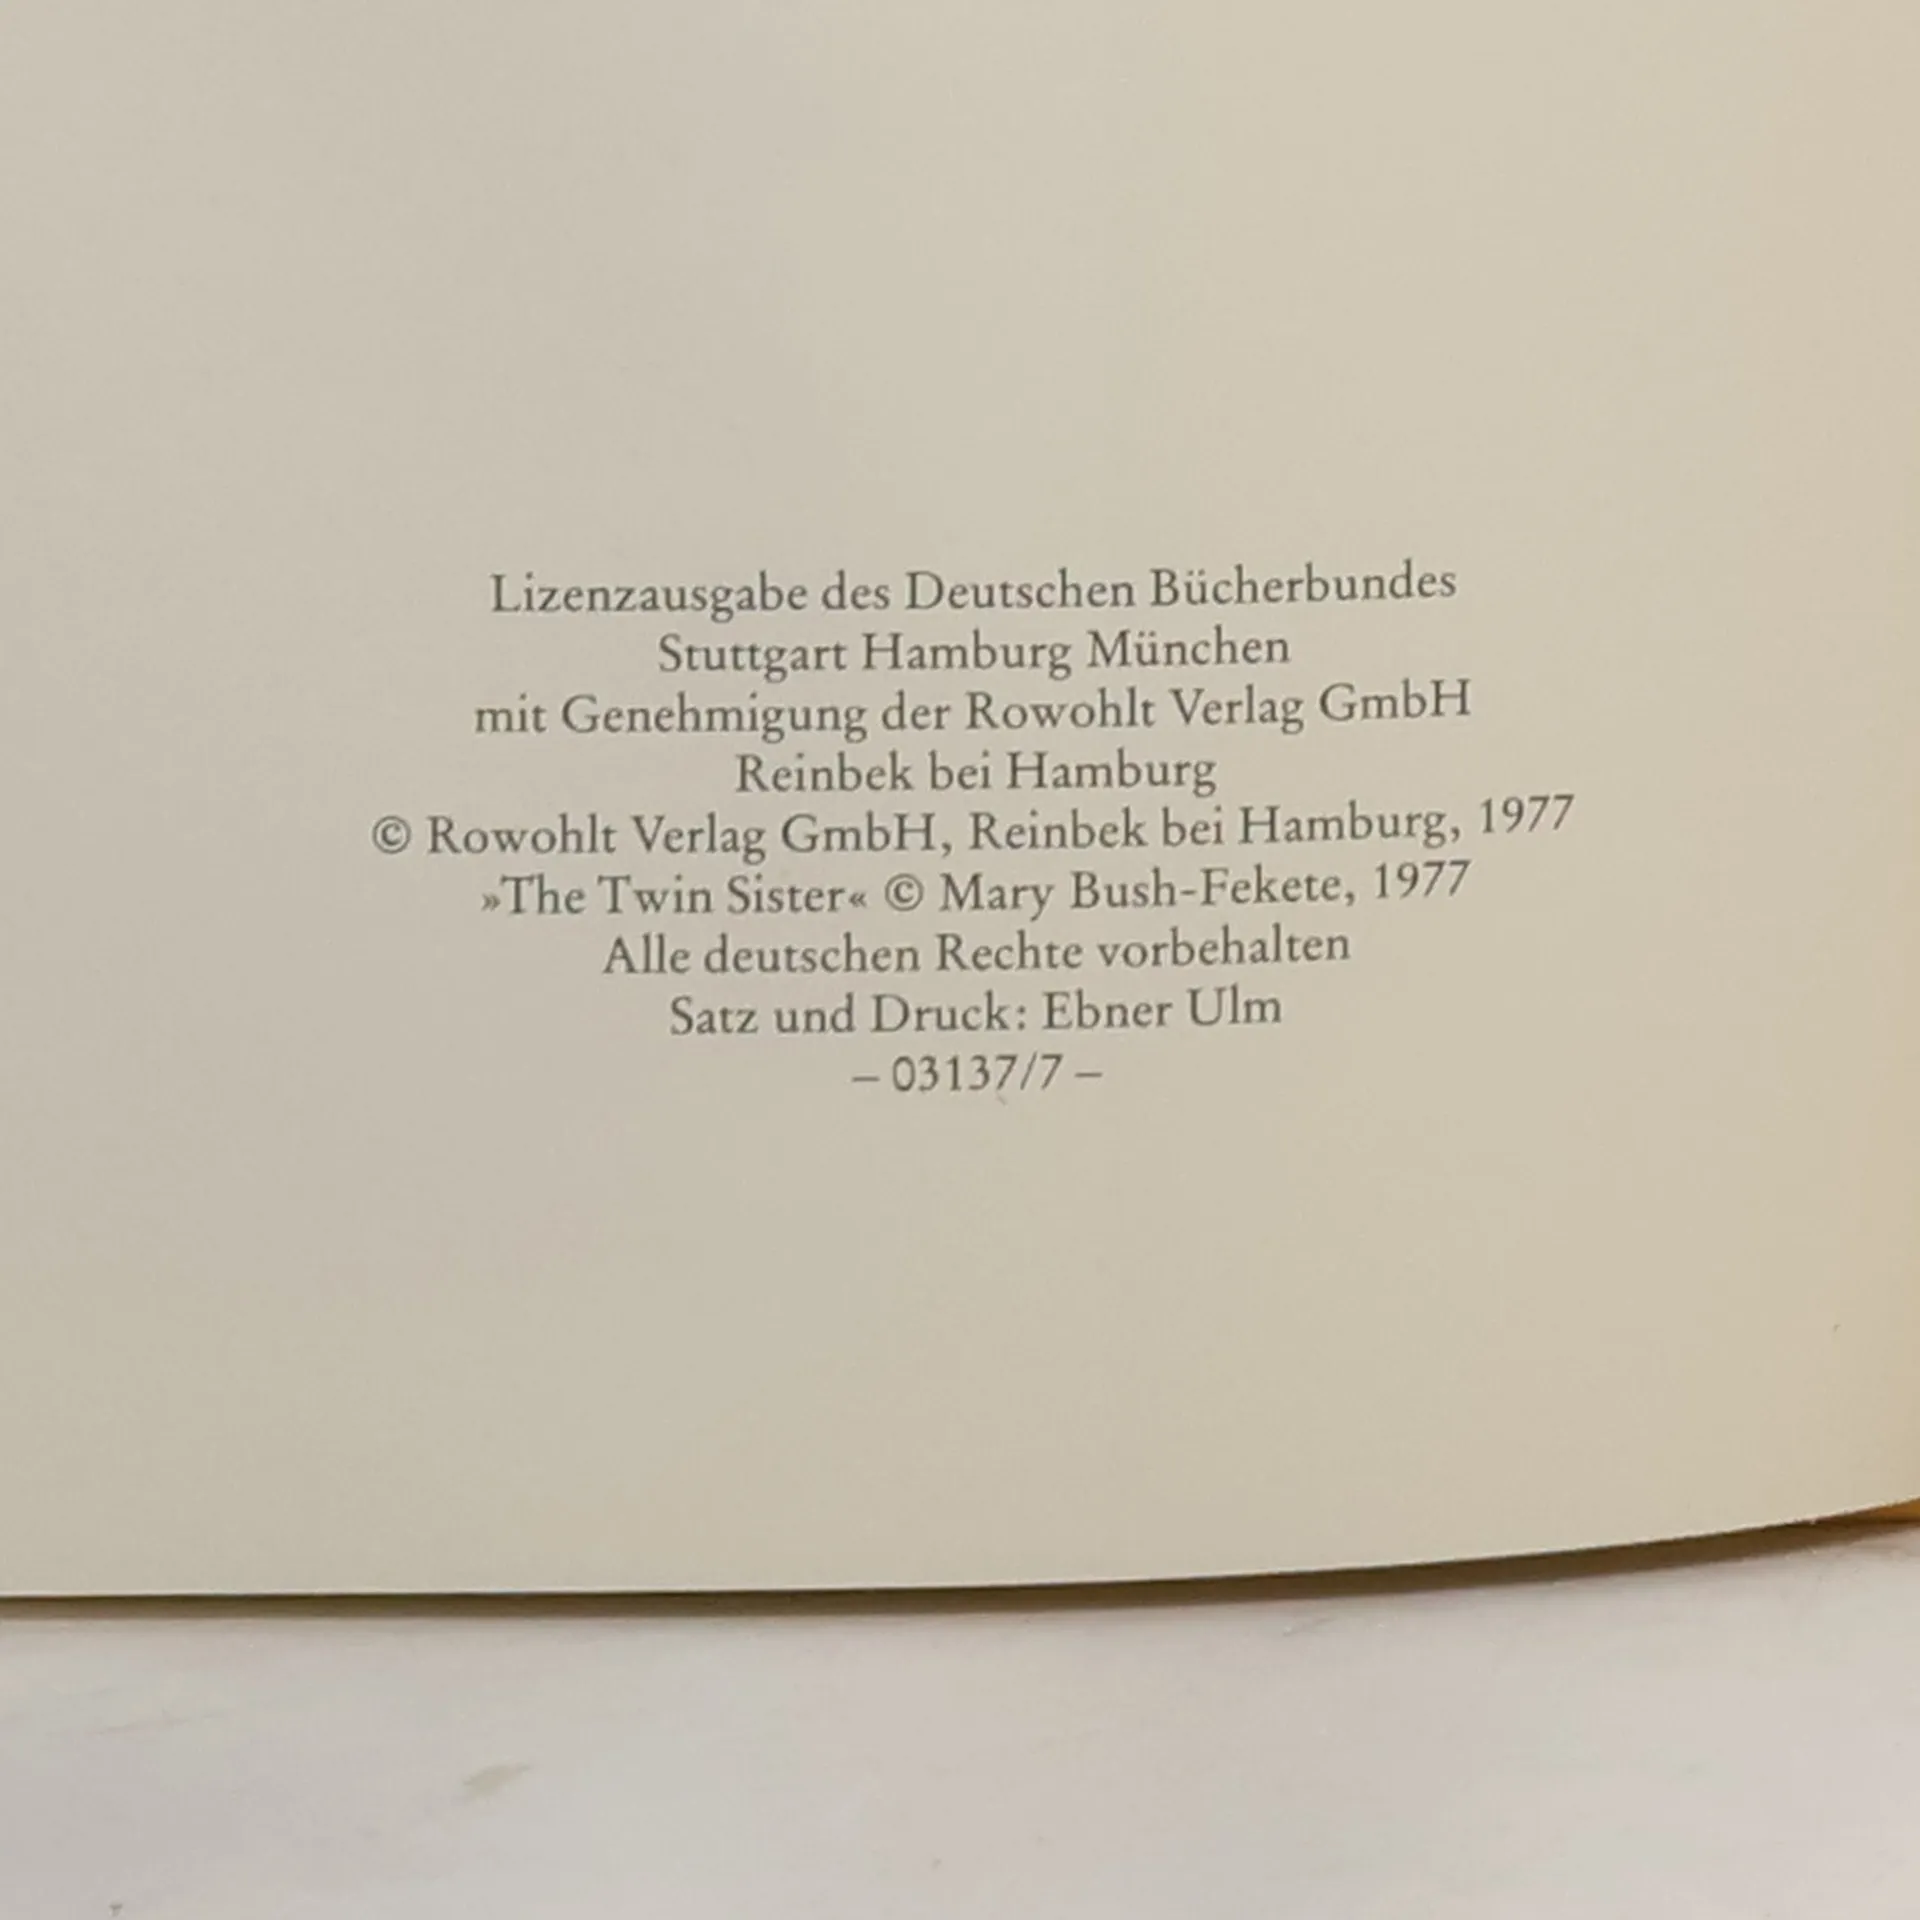 Lizenzausgabe des Deutschen Bücherbundes
Stuttgart Hamburg München
mit Genehmigung der Rowohlt Verlag GmbH
Reinbek bei Hamburg
© Rowohlt Verlag GmbH, Reinbek bei Hamburg, 1977
»The Twin Sister« © Mary Bush-Fekete, 1977
Alle deutschen Rechte vorbehalten
Satz und Druck: Ebner Ulm
– 03137/7 –